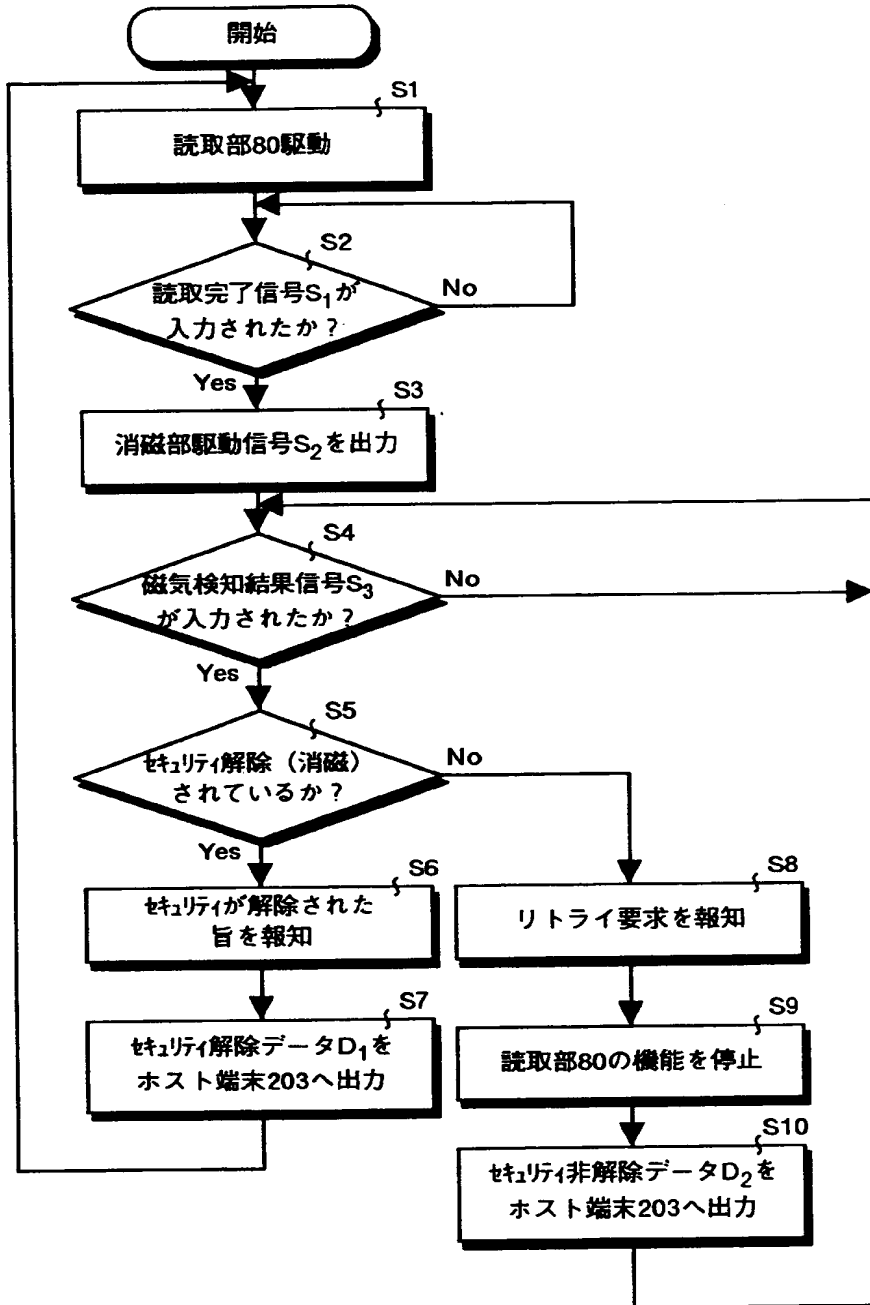 開始
S1
読取部80駆動
S2
読取完了信号S₁が
入力されたか?
No
Yes
S3
消磁部駆動信号S₂を出力
S4
磁気検知結果信号S₃
が入力されたか?
No
Yes
S5
セキュリティ解除(消磁)
されているか?
No
Yes
S6
セキュリティが解除された
旨を報知
S8
リトライ要求を報知
S7
セキュリティ解除データD₁を
ホスト端末203へ出力
S9
読取部80の機能を停止
S10
セキュリティ非解除データD₂を
ホスト端末203へ出力